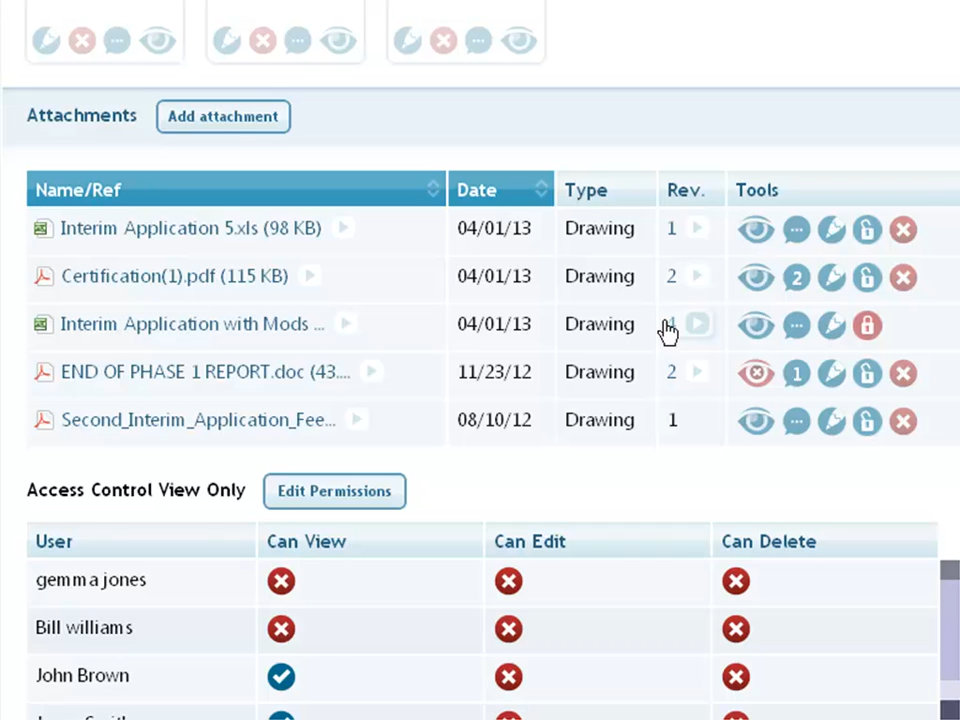 Attachments Add attachment
Name/Ref Date Type Rev. Tools
Interim Application 5.xls (98 KB) 04/01/13 Drawing 1
Certification(1).pdf (115 KB) 04/01/13 Drawing 2 2
Interim Application with Mods ... 04/01/13 Drawing
END OF PHASE 1 REPORT.doc (43.... 11/23/12 Drawing 2 1
Second_Interim_Application_Fee... 08/10/12 Drawing 1
Access Control View Only Edit Permissions
User Can View Can Edit Can Delete
gemma jones
Bill williams
John Brown